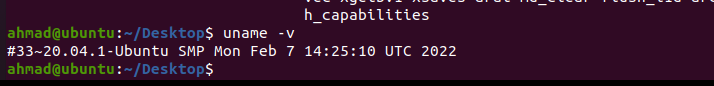 h_capabilities
ahmad@ubuntu:~/Desktop$ uname -v
#33~20.04.1-Ubuntu SMP Mon Feb 7 14:25:10 UTC 2022
ahmad@ubuntu:~/Desktop$